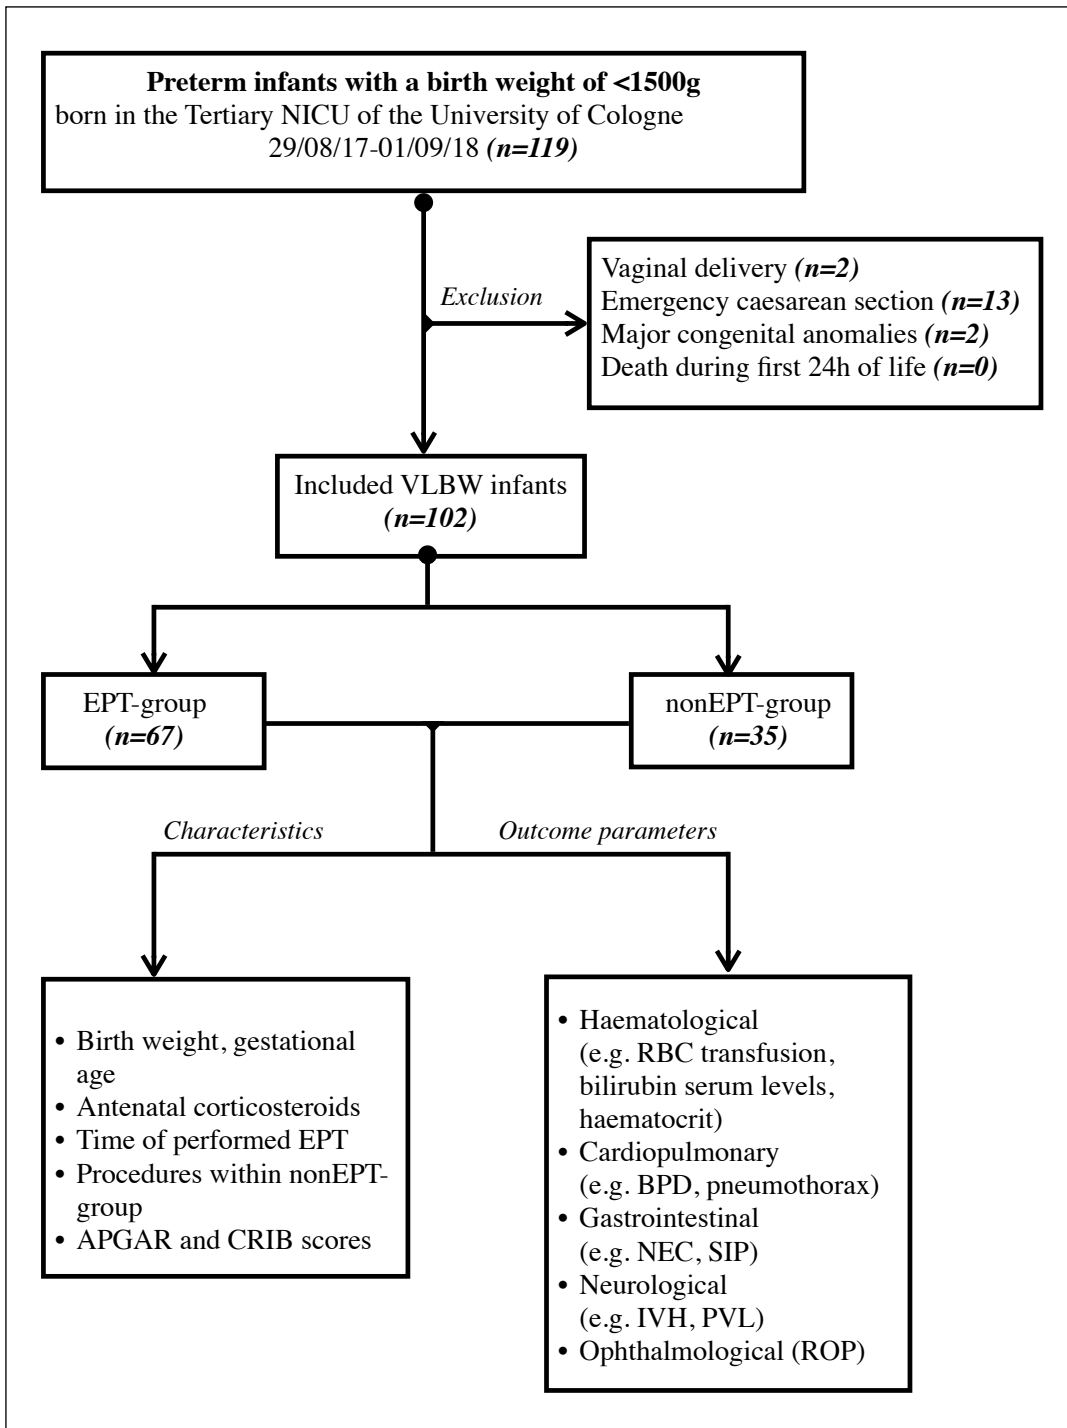 Preterm infants with a birth weight of <1500g
born in the Tertiary NICU of the University of Cologne
29/08/17-01/09/18 (n=119)
Exclusion
Vaginal delivery (n=2)
Emergency caesarean section (n=13)
Major congenital anomalies (n=2)
Death during first 24h of life (n=0)
Included VLBW infants
(n=102)
EPT-group
(n=67)
nonEPT-group
(n=35)
Characteristics
Outcome parameters
• Birth weight, gestational
age
• Antenatal corticosteroids
• Time of performed EPT
• Procedures within nonEPT-
group
• APGAR and CRIB scores
• Haematological
(e.g. RBC transfusion,
bilirubin serum levels,
haematocrit)
• Cardiopulmonary
(e.g. BPD, pneumothorax)
• Gastrointestinal
(e.g. NEC, SIP)
• Neurological
(e.g. IVH, PVL)
• Ophthalmological (ROP)